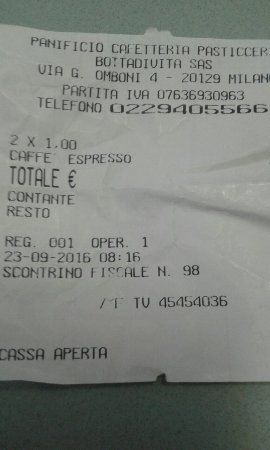 PANIFICIO CAFETTERIA PASTICCER
BOTTADIVITA SAS
VIA G. OMBONI 4 - 20129 MILANO
PARTITA IVA 07636930963
TELEFONO 0229405566
2 X 1,00
CAFFE' ESPRESSO
TOTALE €
CONTANTE
RESTO
REG. 001 OPER. 1
23-09-2016 08:16
SCONTRINO FISCALE N. 98
TV 45454036
CASSA APERTA